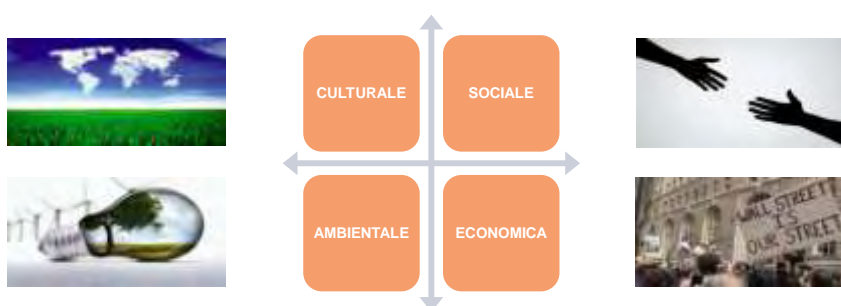 CULTURALE
SOCIALE
AMBIENTALE
ECONOMICA
WALL STREET
IS
OUR STREET